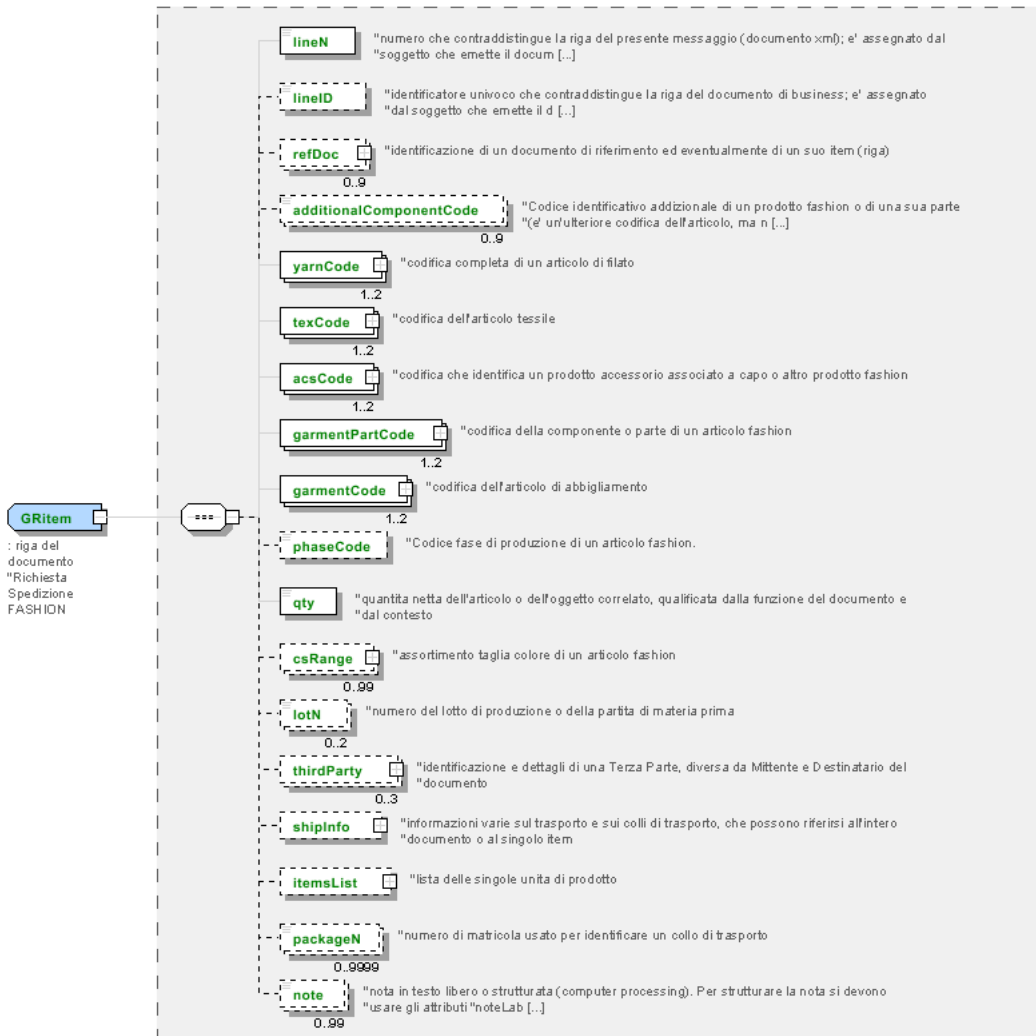 lineN
"numero che contraddistingue la riga del presente messaggio (documento xml); e' assegnato dal
"soggetto che emette il docum [...]
lineID
"identificatore univoco che contraddistingue la riga del documento di business; e' assegnato
"dal soggetto che emette il d [...]
refDoc
"identificazione di un documento di riferimento ed eventualmente di un suo item (riga)
0..9
additionalComponentCode
"Codice identificativo addizionale di un prodotto fashion o di una sua parte
"(e' un'ulteriore codifica dell'articolo, ma n [...]
0..9
yarnCode
"codifica completa di un articolo di filato
1..2
texCode
"codifica dell'articolo tessile
1..2
acsCode
"codifica che identifica un prodotto accessorio associato a capo o altro prodotto fashion
1..2
garmentPartCode
"codifica della componente o parte di un articolo fashion
1..2
garmentCode
"codifica dell'articolo di abbigliamento
1..2
GRitem
: riga del
documento
"Richiesta
Spedizione
FASHION
phaseCode
"Codice fase di produzione di un articolo fashion.
qty
"quantita netta dell'articolo o dell'oggetto correlato, qualificata dalla funzione del documento e
"dal contesto
csRange
"assortimento taglia colore di un articolo fashion
0..99
lotN
"numero del lotto di produzione o della partita di materia prima
0..2
thirdParty
"identificazione e dettagli di una Terza Parte, diversa da Mittente e Destinatario del
"documento
0..3
shipInfo
"informazioni varie sul trasporto e sui colli di trasporto, che possono riferirsi all'intero
"documento o al singolo item
itemsList
"lista delle singole unita di prodotto
packageN
"numero di matricola usato per identificare un collo di trasporto
0..9999
note
"nota in testo libero o strutturata (computer processing). Per strutturare la nota si devono
"usare gli attributi "noteLab [...]
0..99